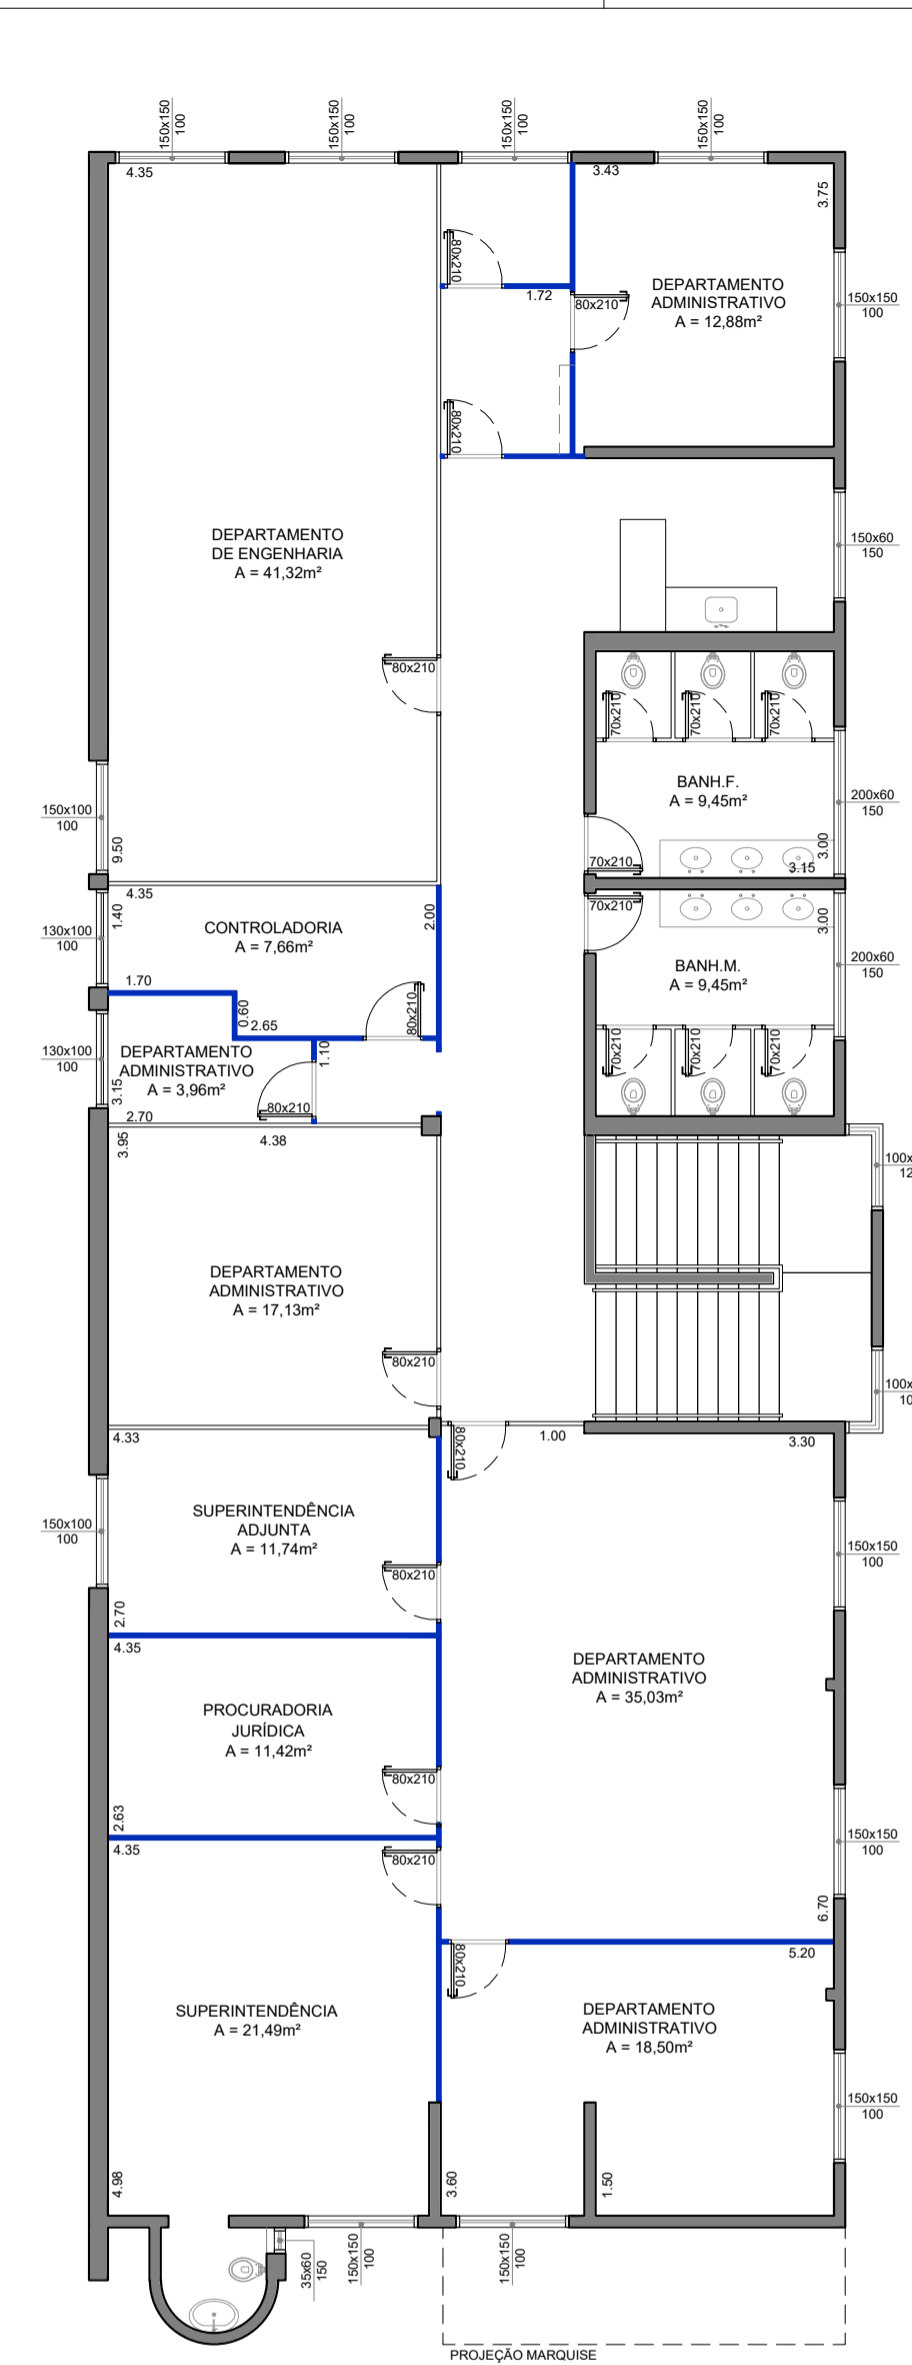 150x150
100
150x150
100
150x150
100
150x150
100
4.35
3.43
3.75
80x210
1.72
80x210
DEPARTAMENTO
ADMINISTRATIVO
A = 12,88m²
150x150
100
80x210
DEPARTAMENTO
DE ENGENHARIA
A = 41,32m²
150x60
150
80x210
70x210
70x210
70x210
BANH.F.
A = 9,45m²
200x60
150
150x100
100
9.50
70x210
3.00
3.15
4.35
1.40
CONTROLADORIA
A = 7,66m²
2.00
70x210
3.00
130x100
100
BANH.M.
A = 9,45m²
200x60
150
1.70
0.60
2.65
80x210
130x100
100
DEPARTAMENTO
ADMINISTRATIVO
A = 3,96m²
1.10
70x210
70x210
70x210
3.15
80x210
2.70
4.38
3.95
100x
12
DEPARTAMENTO
ADMINISTRATIVO
A = 17,13m²
80x210
100x
10
4.33
80x210
1.00
3.30
SUPERINTENDÊNCIA
ADJUNTA
A = 11,74m²
150x100
100
150x150
100
80x210
2.70
4.35
DEPARTAMENTO
ADMINISTRATIVO
A = 35,03m²
PROCURADORIA
JURÍDICA
A = 11,42m²
80x210
2.63
4.35
80x210
150x150
100
6.70
80x210
5.20
SUPERINTENDÊNCIA
A = 21,49m²
DEPARTAMENTO
ADMINISTRATIVO
A = 18,50m²
150x150
100
4.98
3.60
1.50
35x60
150
150x150
100
150x150
100
PROJEÇÃO MARQUISE